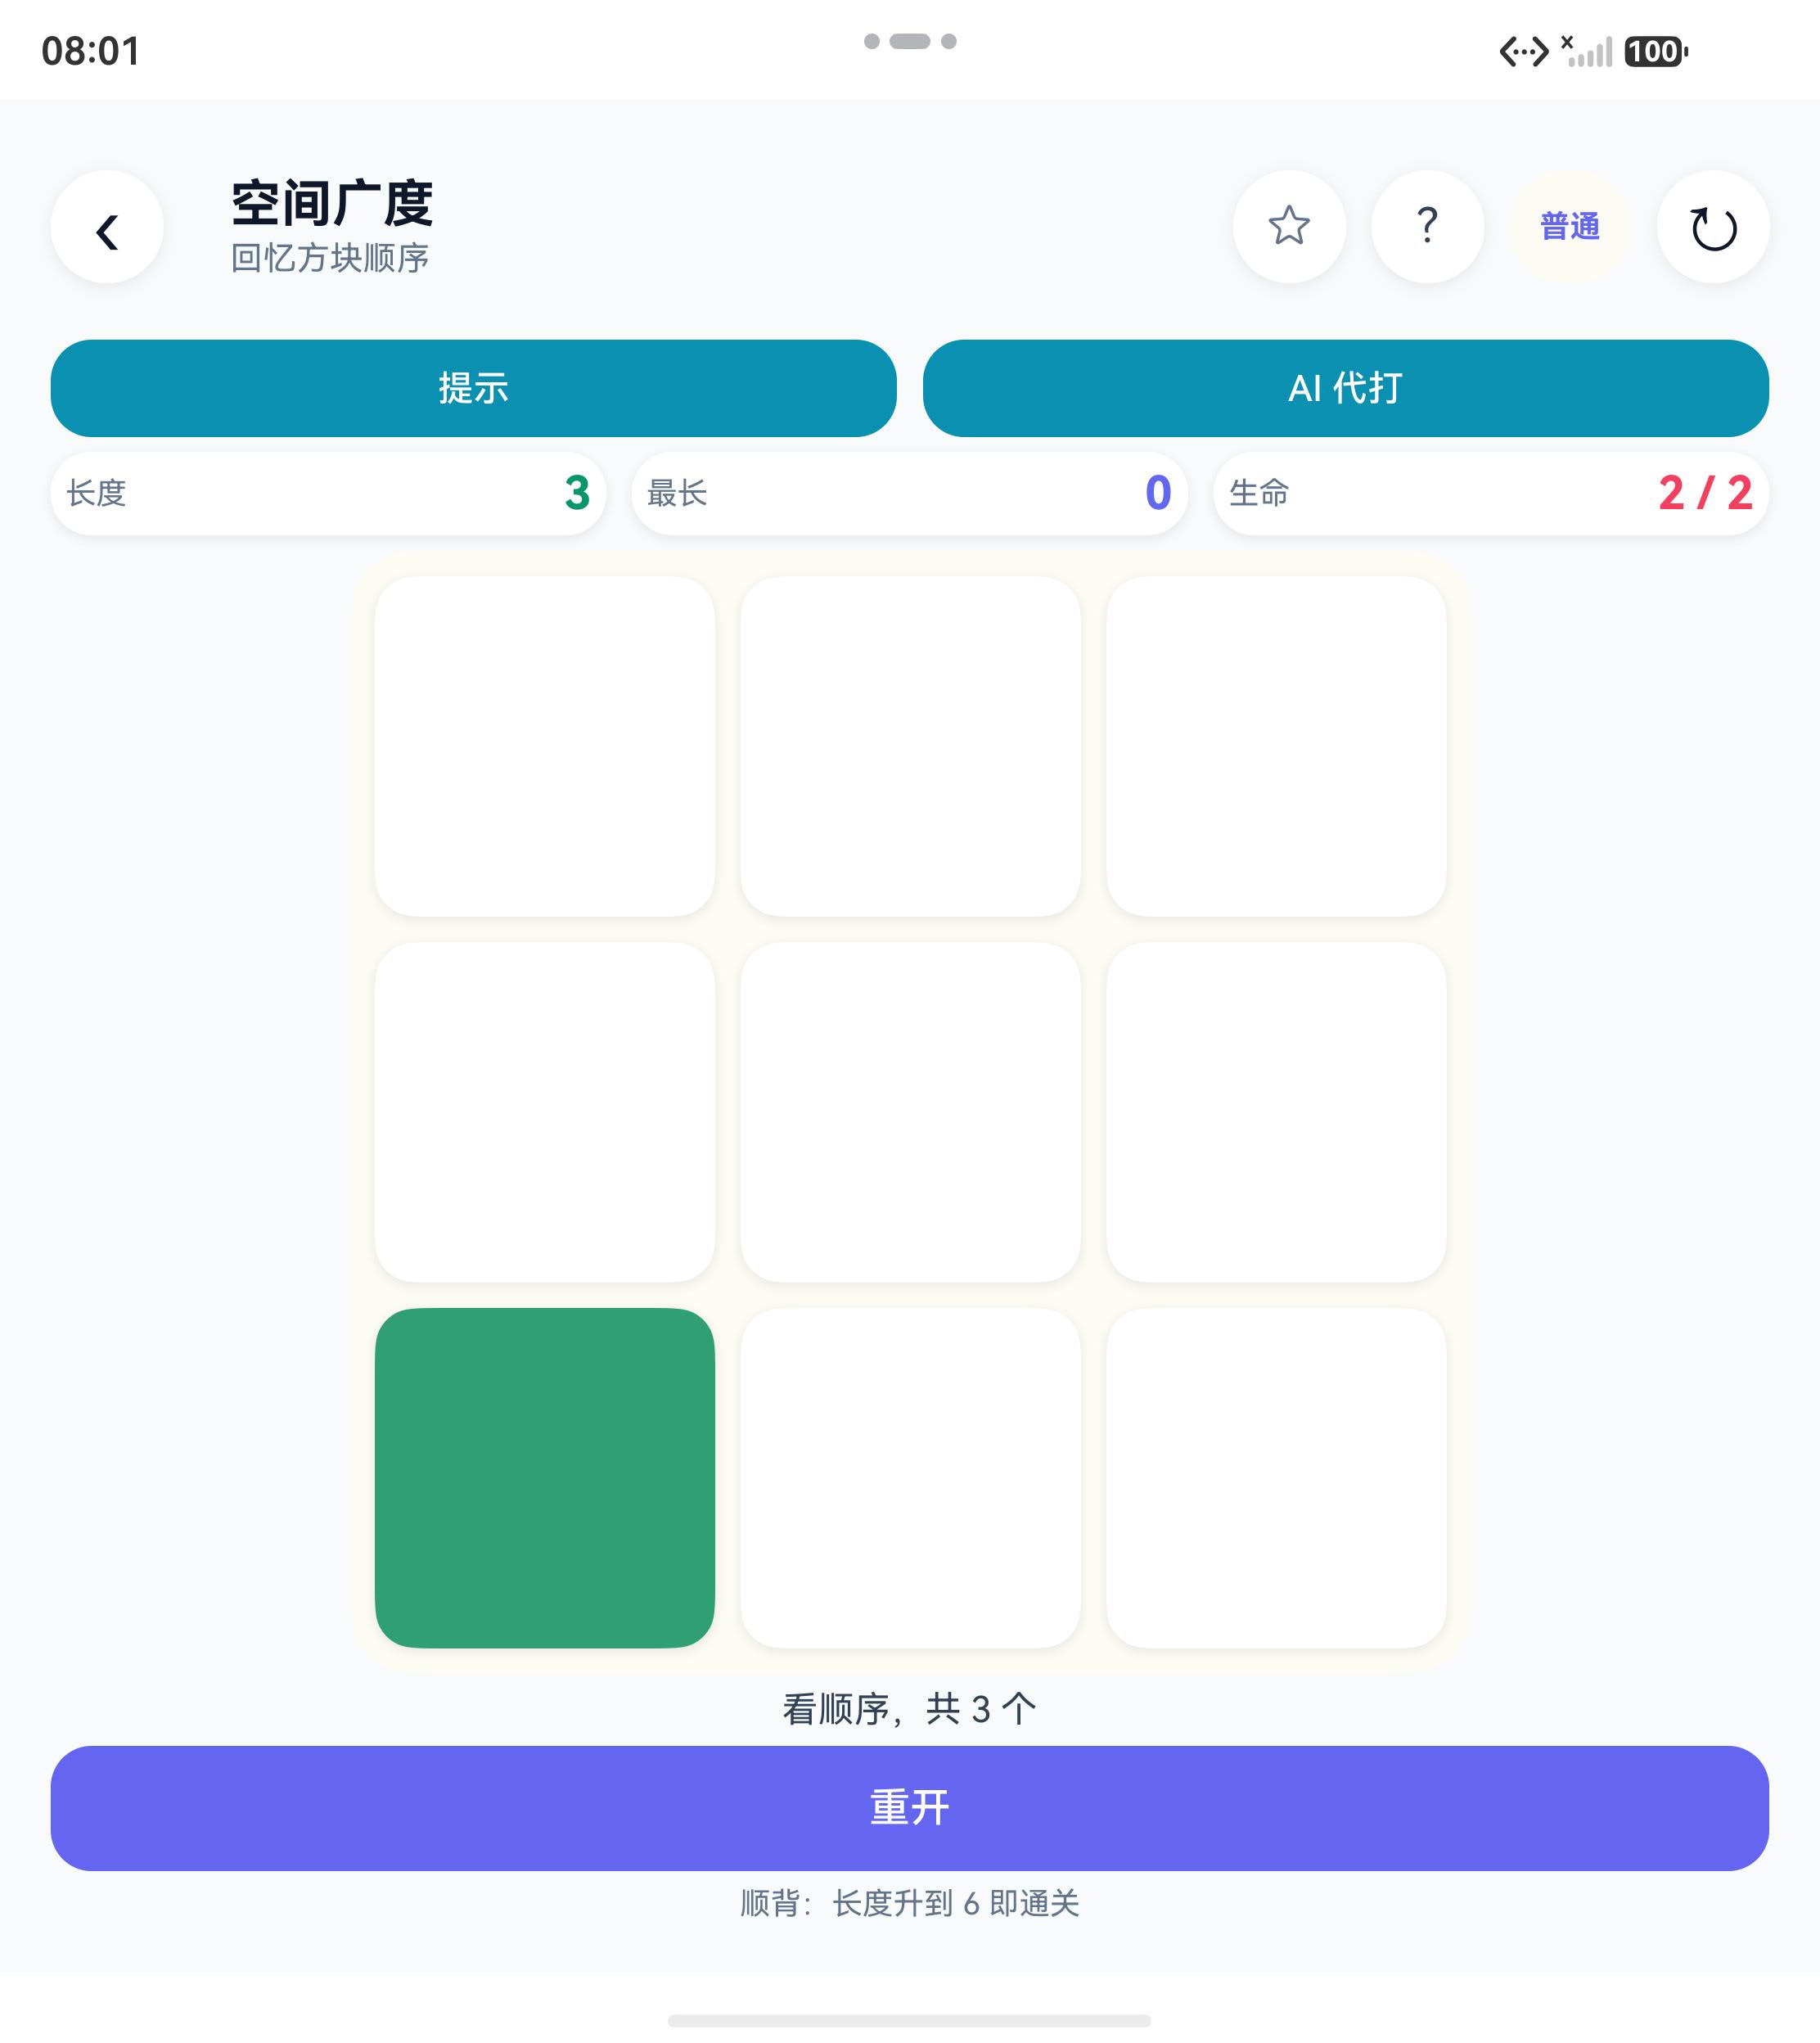 08:01
100
空间广度
回忆方块顺序
?
普通
提示
AI 代打
长度 3
最长 0
生命 2 / 2
看顺序，共 3 个
重开
顺背：长度升到 6 即通关